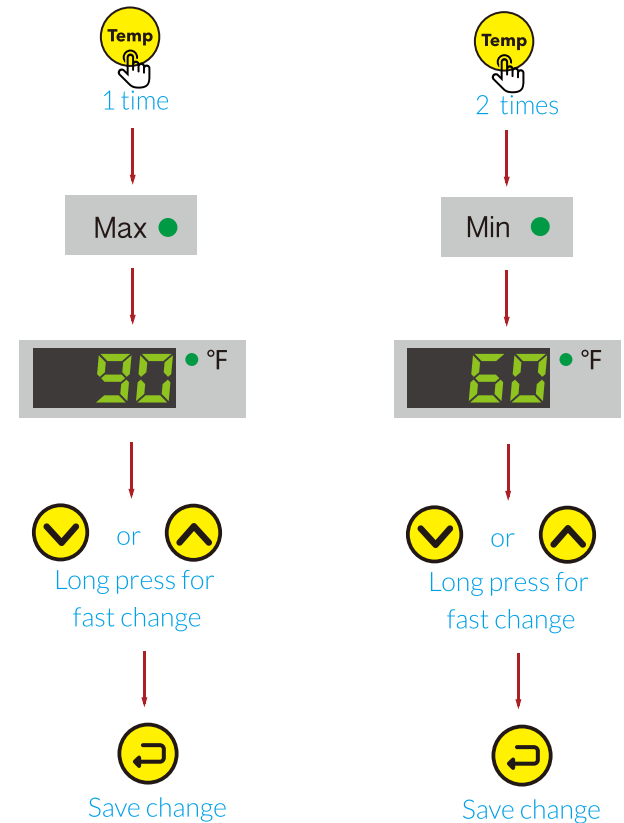 Temp
1 time
Max
90 °F
or
Long press for
fast change
Save change
Temp
2 times
Min
60 °F
or
Long press for
fast change
Save change